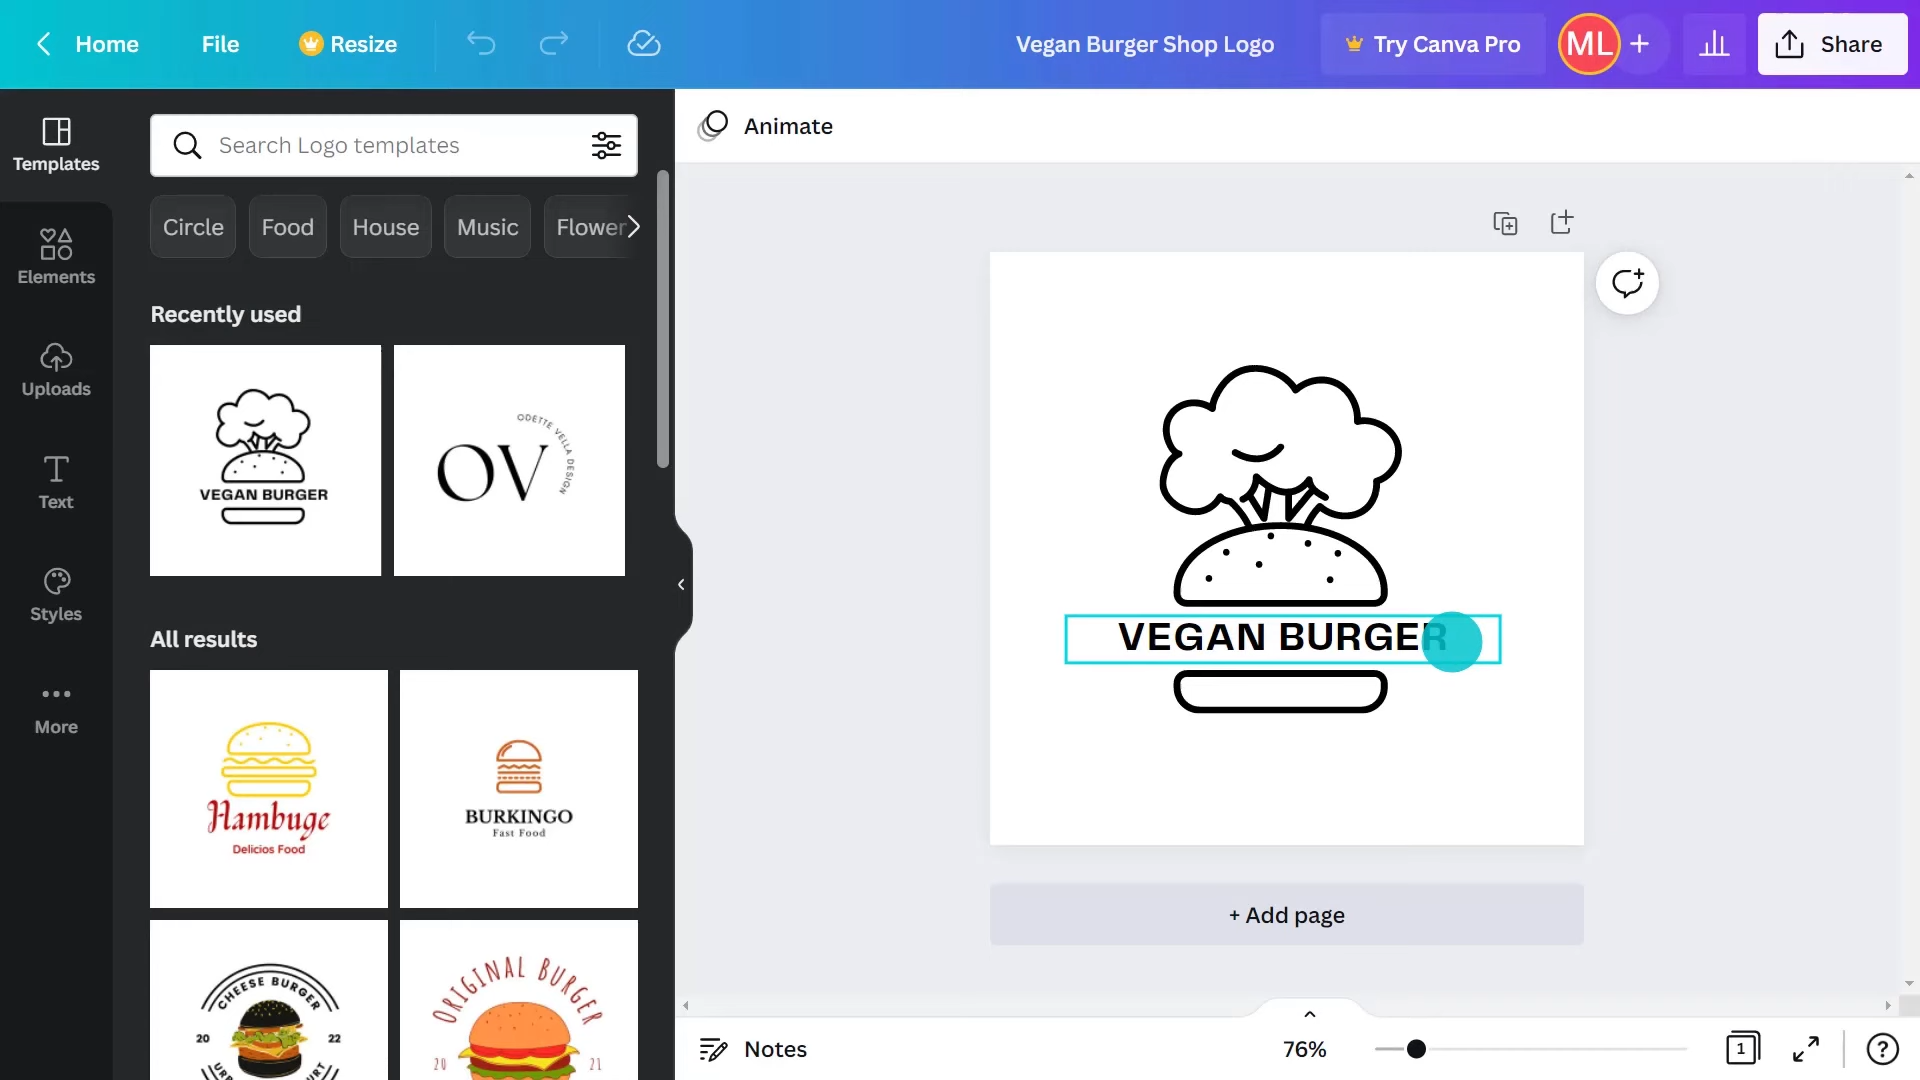 Home
File
Resize
Vegan Burger Shop Logo
Try Canva Pro
ML
Share
Templates
Elements
Uploads
Text
Styles
More
Search Logo templates
Circle
Food
House
Music
Flower
Recently used
VEGAN BURGER
OV
ODETTE VELLA DESIGN
All results
Hambuge
Delicios Food
BURKINGO
Fast Food
CHEESE BURGER
20
22
ORIGINAL BURGER
20
21
Animate
VEGAN BURGER
+ Add page
Notes
76%
1